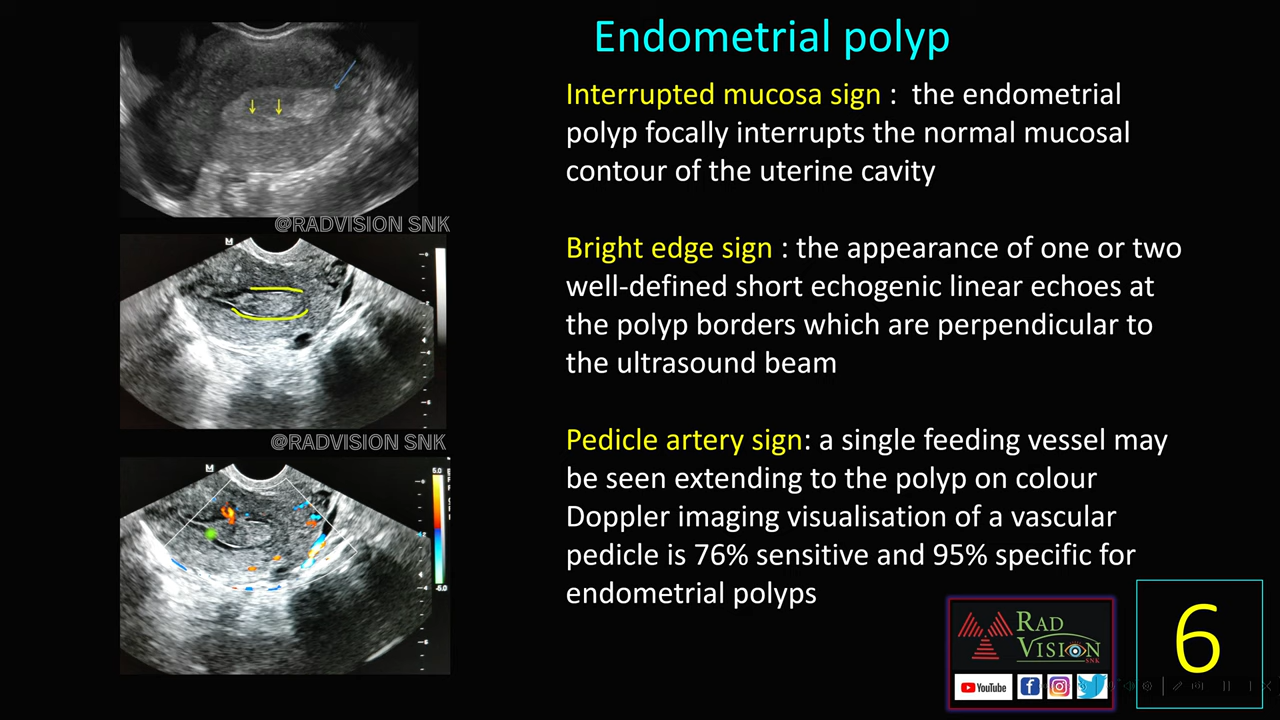 Endometrial polyp
Interrupted mucosa sign : the endometrial
polyp focally interrupts the normal mucosal
contour of the uterine cavity
Bright edge sign : the appearance of one or two
well-defined short echogenic linear echoes at
the polyp borders which are perpendicular to
the ultrasound beam
Pedicle artery sign: a single feeding vessel may
be seen extending to the polyp on colour
Doppler imaging visualisation of a vascular
pedicle is 76% sensitive and 95% specific for
endometrial polyps
@RADVISION SNK
M
@RADVISION SNK
M
5.0
-5.0
RAD
VISION
SNK
YouTube
6